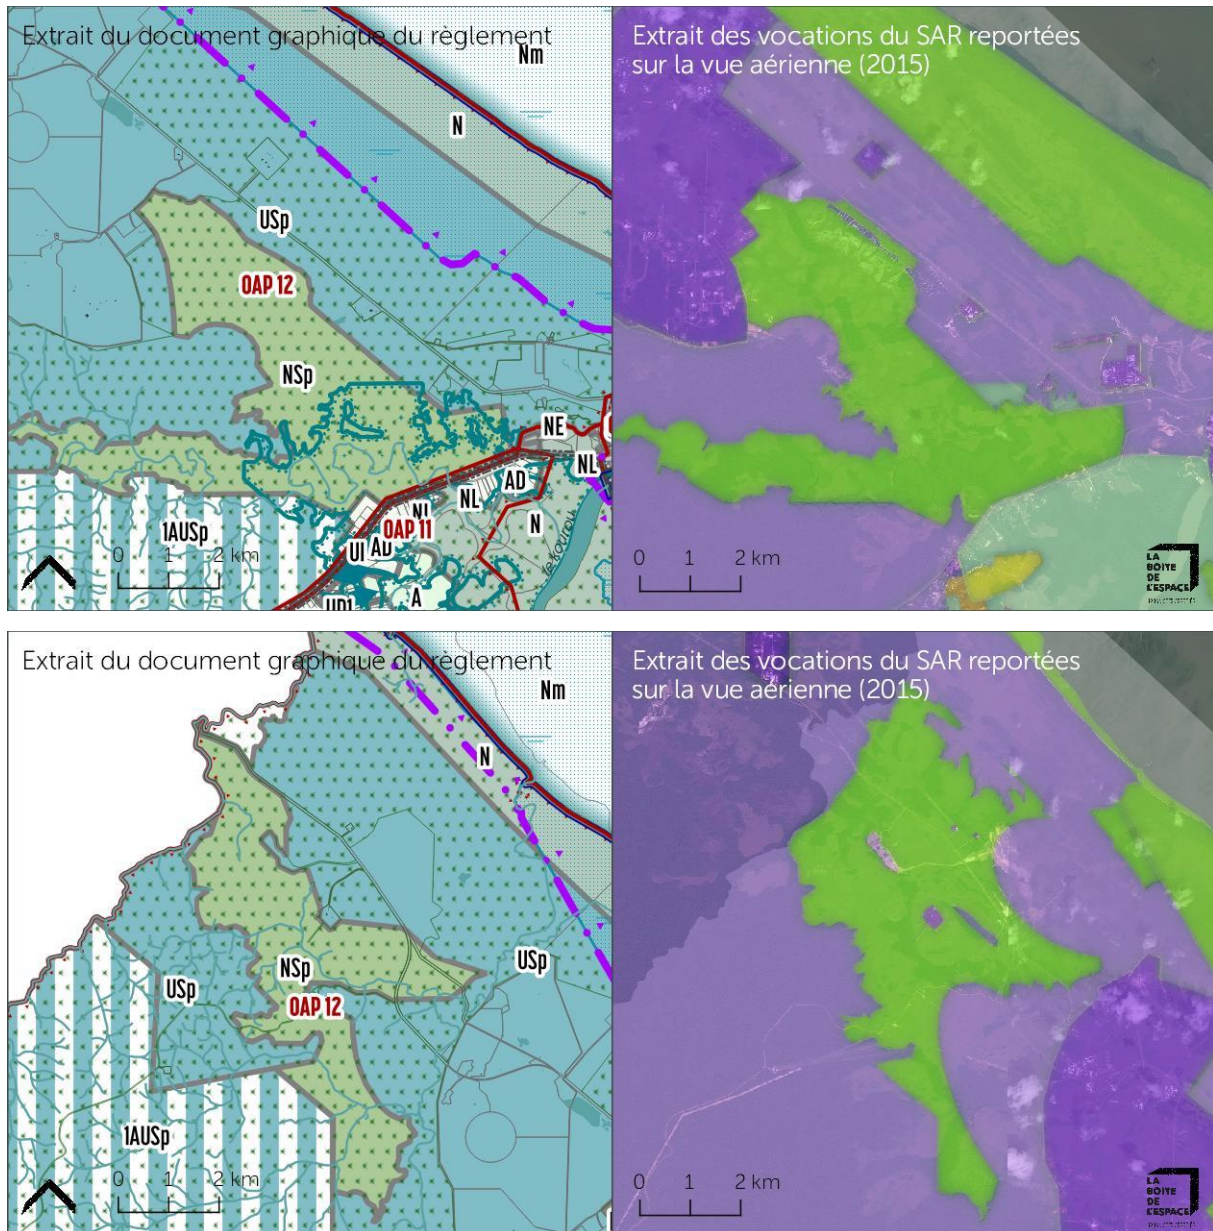 Extrait du document graphique du règlement
Nm
N
USp
OAP 12
NSp
NE
NL
AD
NL
N
OAP 11
UI
AD
1AUSp
A
le Kourou
0 1 2 km
Extrait des vocations du SAR reportées
sur la vue aérienne (2015)
0 1 2 km
LA
BOITE
DE
L'ESPACE
Extrait du document graphique du règlement
Nm
N
USp
NSp
USp
OAP 12
1AUSp
0 1 2 km
Extrait des vocations du SAR reportées
sur la vue aérienne (2015)
0 1 2 km
LA
BOITE
DE
L'ESPACE